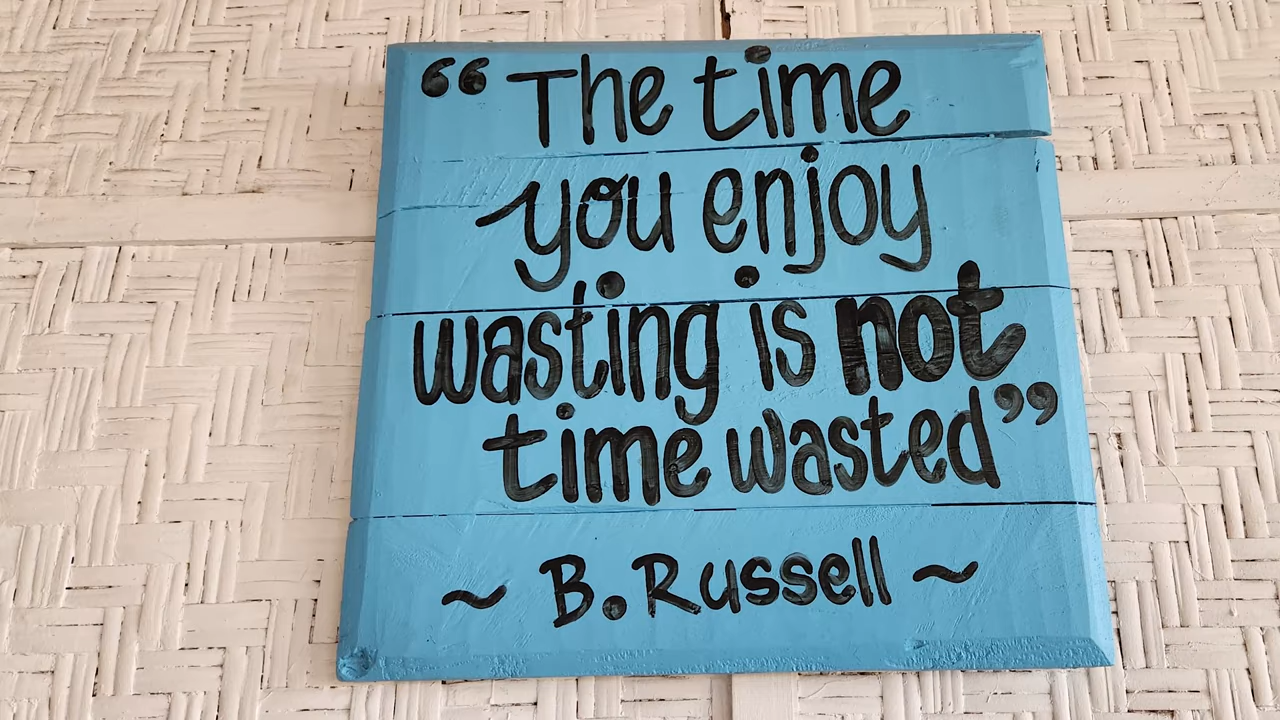 “The time
you enjoy
wasting is not
time wasted”
~ B. Russell ~